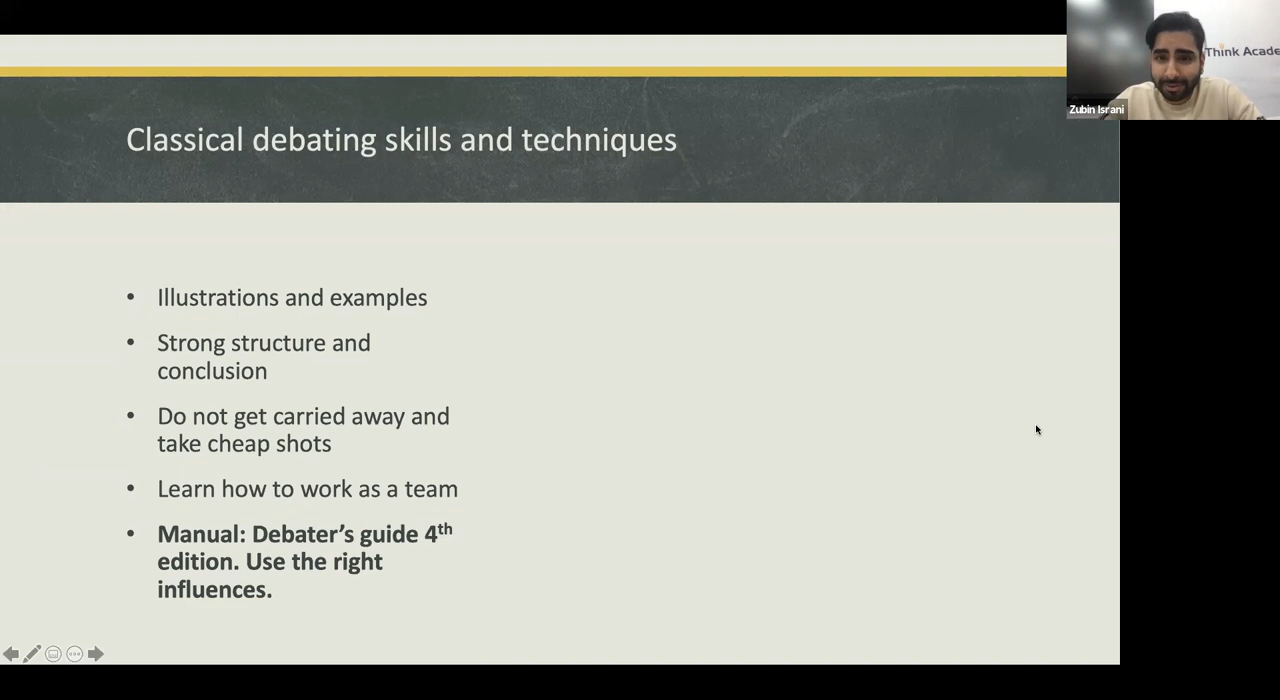 Think Acade
Zubin Israni
Classical debating skills and techniques
• Illustrations and examples
• Strong structure and
conclusion
• Do not get carried away and
take cheap shots
• Learn how to work as a team
• Manual: Debater’s guide 4th
edition. Use the right
influences.